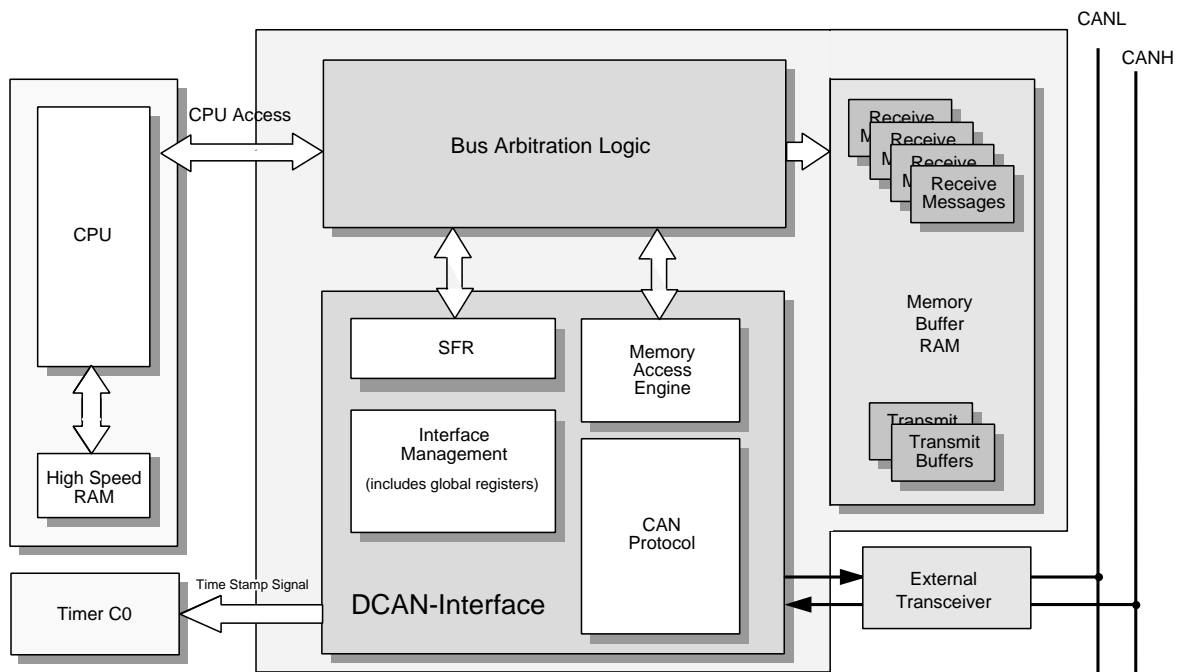 CANL
CANH
CPU Access
Bus Arbitration Logic
Receive
M
Receive
M
Receive
M
Receive
Messages
CPU
Memory
Buffer
RAM
SFR
Memory
Access
Engine
Transmit
Transmit
Buffers
Interface
Management
(includes global registers)
High Speed
RAM
CAN
Protocol
Time Stamp Signal
Timer C0
DCAN-Interface
External
Transceiver